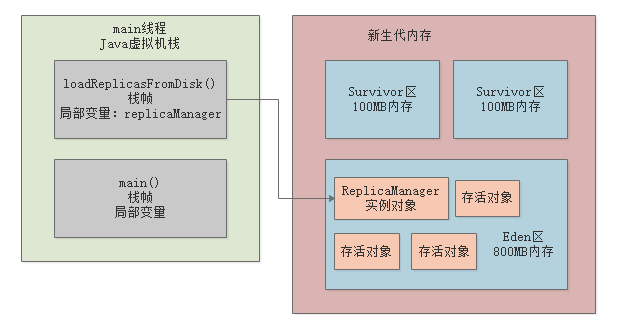 main线程
Java虚拟机栈
loadReplicasFromDisk()
栈帧
局部变量：replicaManager
main()
栈帧
局部变量
新生代内存
Survivor区
100MB内存
Survivor区
100MB内存
ReplicaManager
实例对象
存活对象
存活对象
存活对象
Eden区
800MB内存